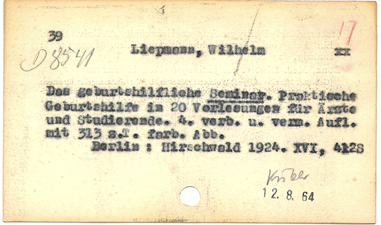 39
17
D 8541
Liepmann, Wilhelm
xx
Das geburtshilfliche Seminar. Praktische
Geburtshilfe in 20 Vorlesungen für Ärzte
und Studierende. 4. verb. u. verm. Aufl.
mit 313 z.T. farb. Abb.
Berlin : Hirschwald 1924. XVI, 412S
12. 8. 64